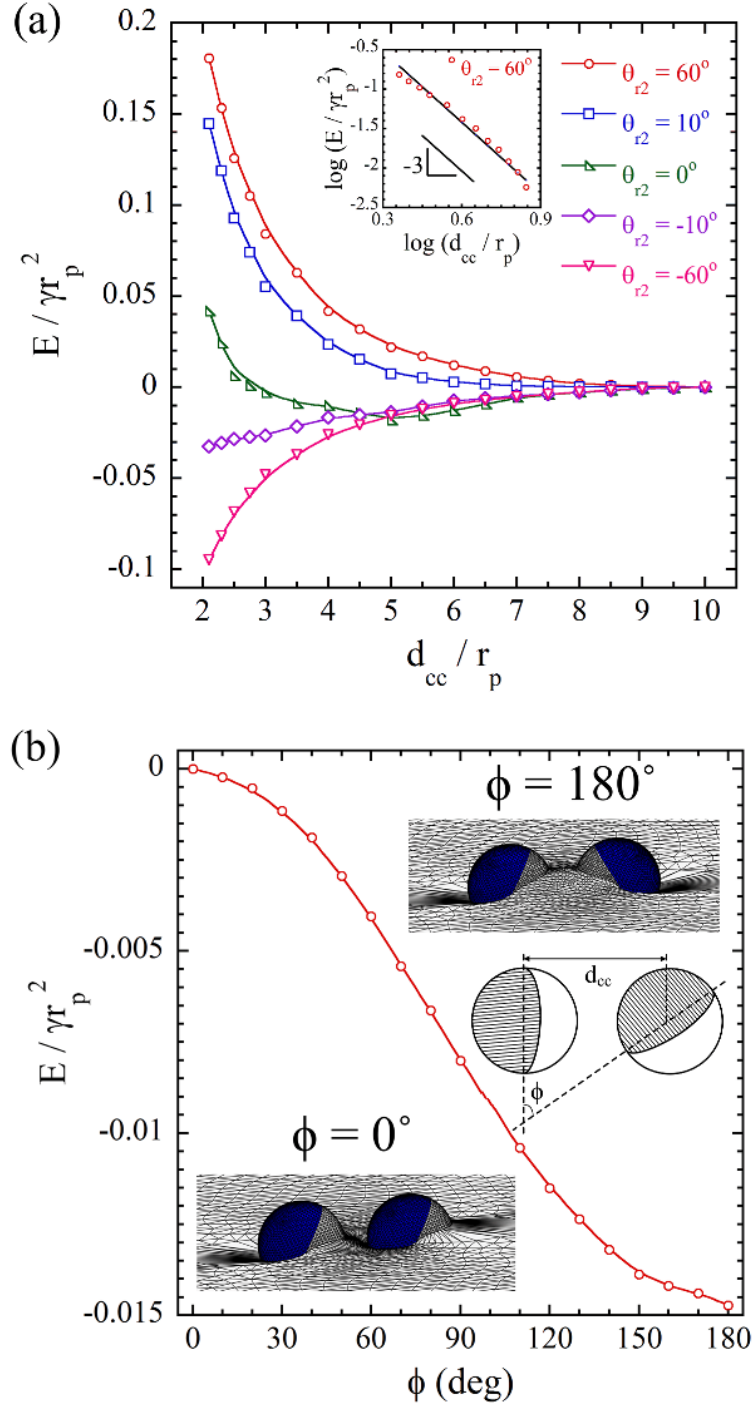 (a)
0.2
0.15
0.1
0.05
0
-0.05
-0.1
E / γr_p^2
2 3 4 5 6 7 8 9 10
d_cc / r_p
-0.5
-1.0
-1.5
-2.0
-2.5
log (E / γr_p^2)
0.3 0.6 0.9
log (d_cc / r_p)
θ_r2 − 60°
-3
θ_r2 = 60°
θ_r2 = 10°
θ_r2 = 0°
θ_r2 = -10°
θ_r2 = -60°
(b)
0
-0.005
-0.01
-0.015
E / γr_p^2
ϕ = 180°
d_cc
ϕ
ϕ = 0°
0 30 60 90 120 150 180
ϕ (deg)